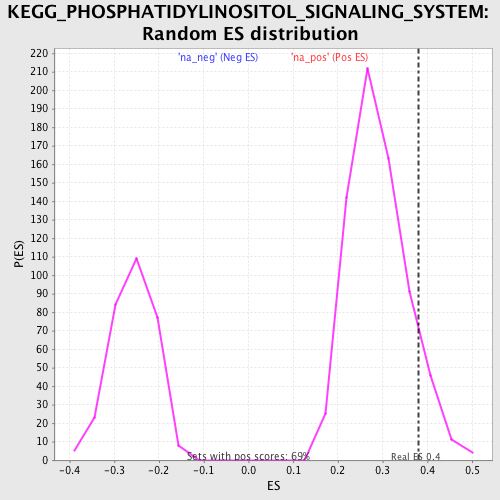 KEGG_PHOSPHATIDYLINOSITOL_SIGNALING_SYSTEM:
Random ES distribution
'na_neg' (Neg ES) 'na_pos' (Pos ES)
220
210
200
190
180
170
160
150
140
130
120
110
100
90
80
70
60
50
40
30
20
10
0
P(ES)
Sets with pos scores: 69%
Real ES 0.4
-0.4 -0.3 -0.2 -0.1 0.0 0.1 0.2 0.3 0.4 0.5
ES